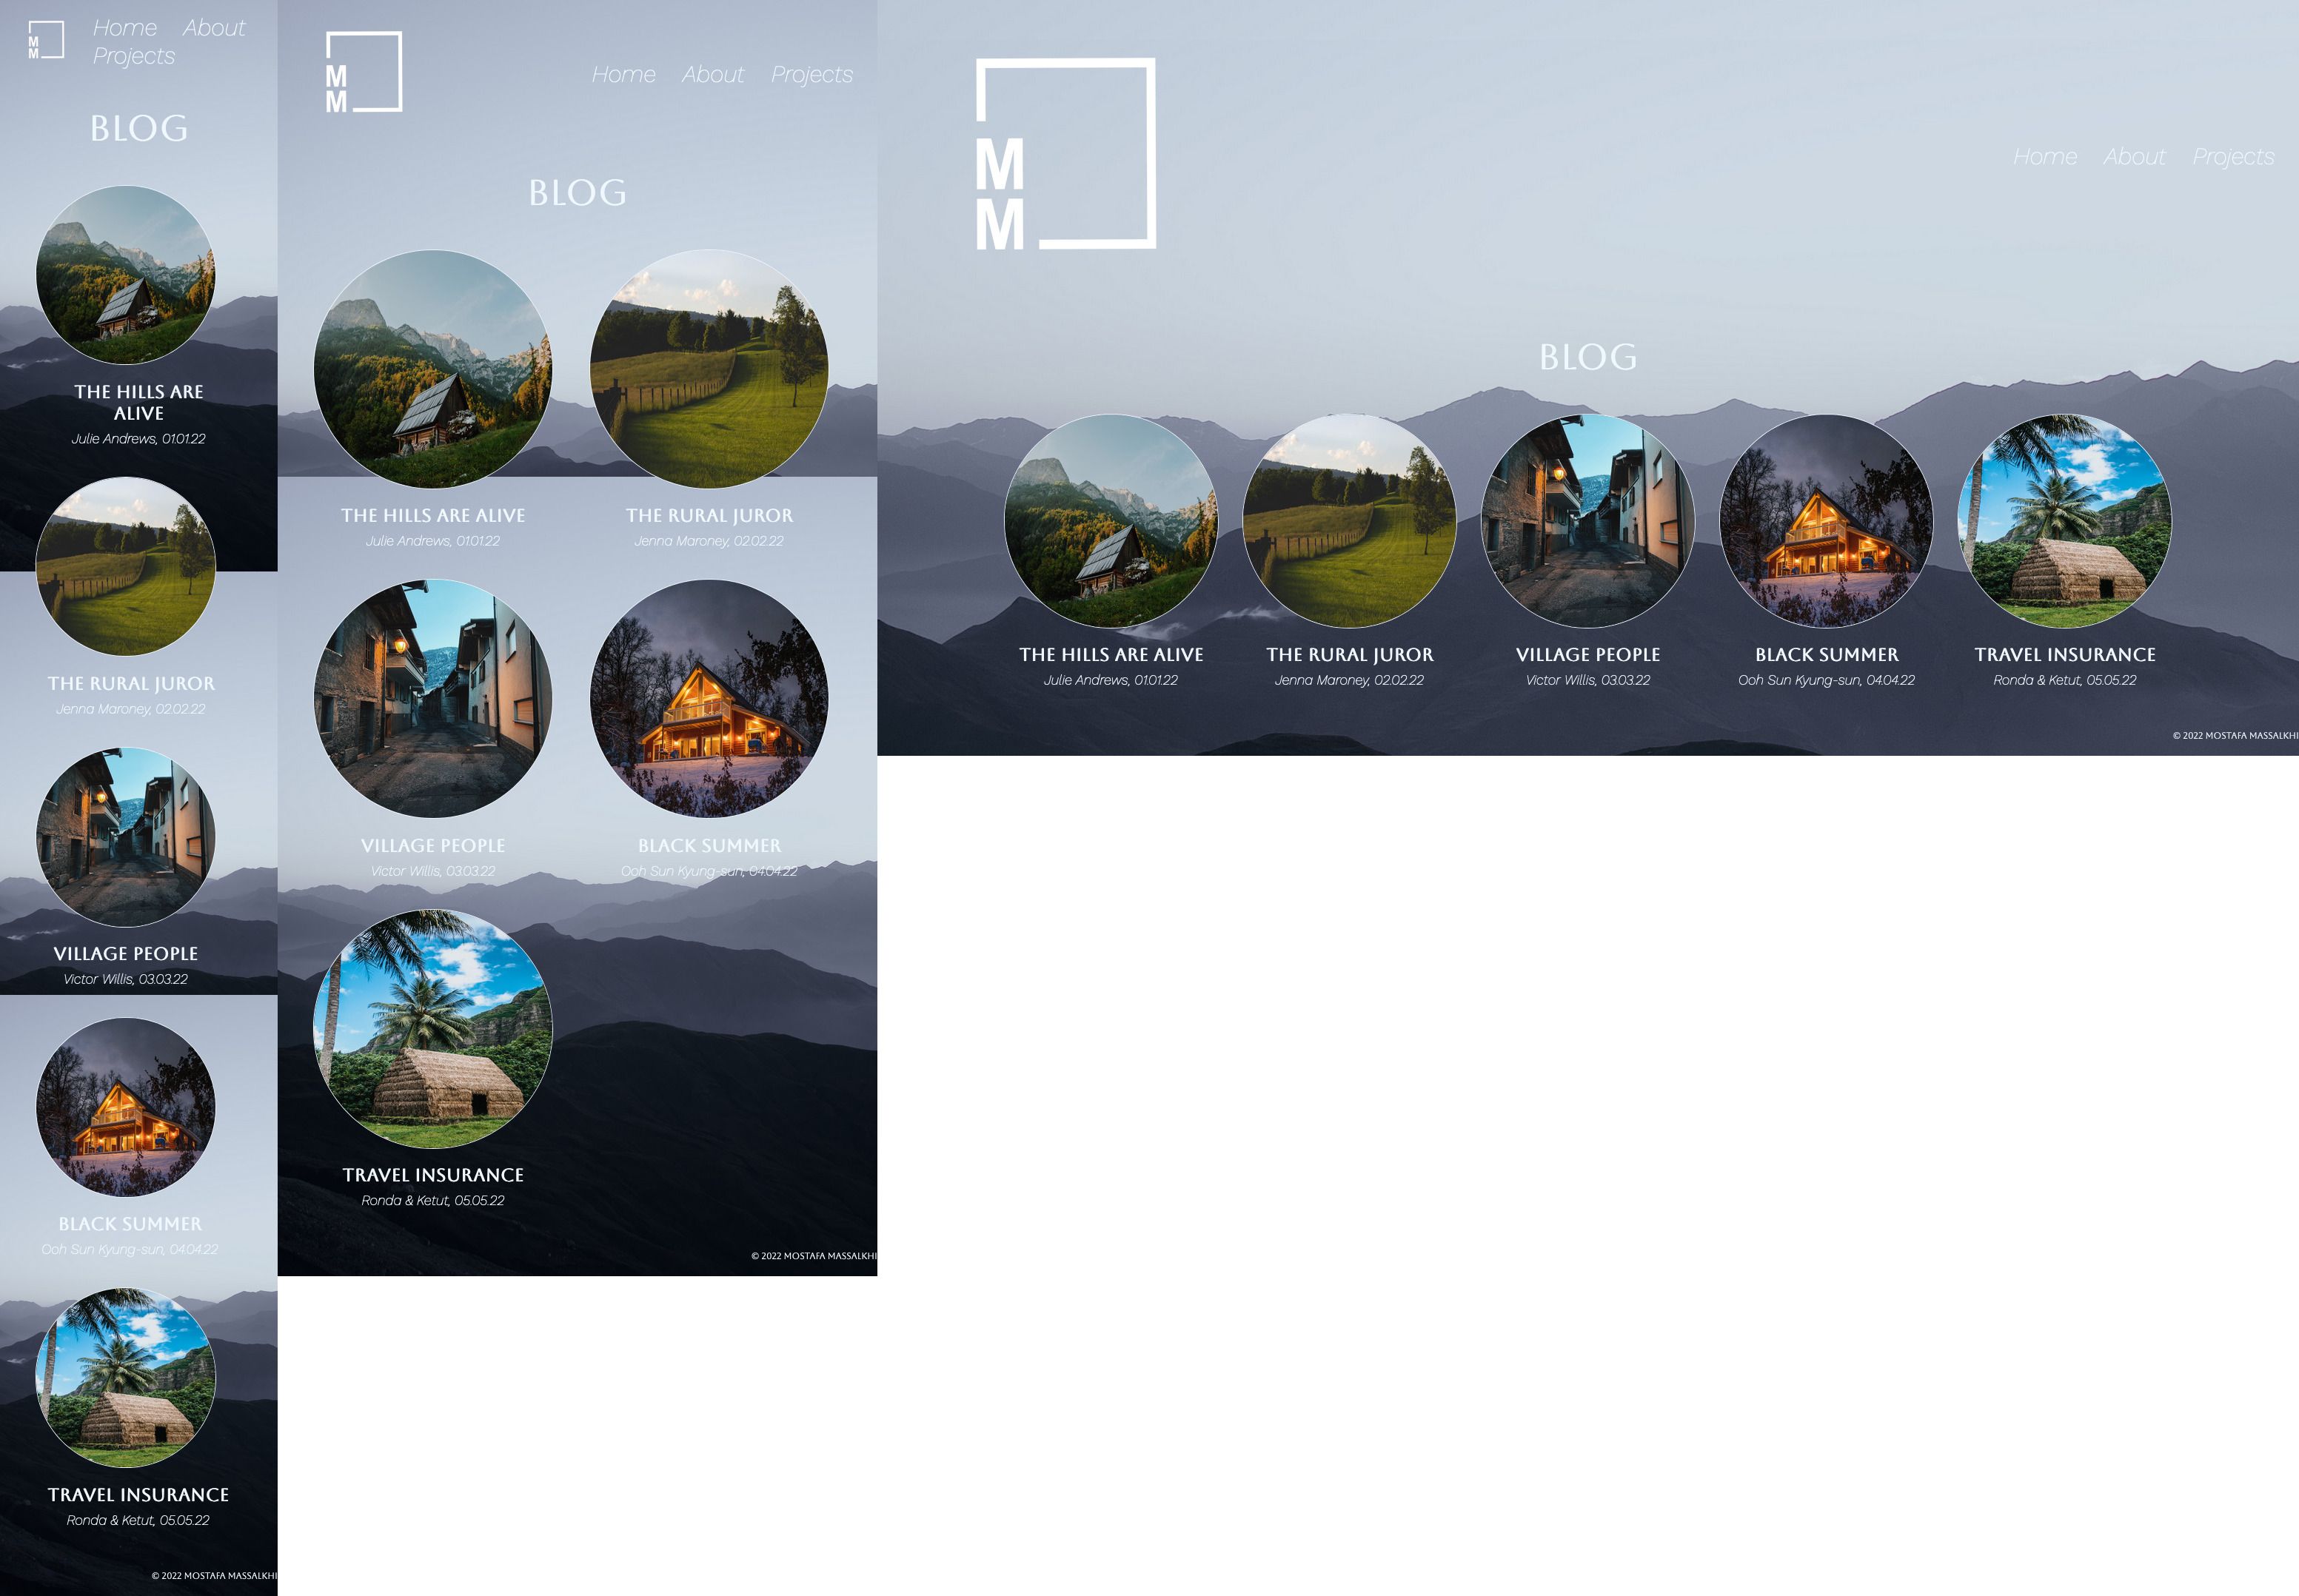 M
M
Home About
Projects
BLOG
THE HILLS ARE
ALIVE
Julie Andrews, 01.01.22
THE RURAL JUROR
Jenna Maroney, 02.02.22
VILLAGE PEOPLE
Victor Willis, 03.03.22
BLACK SUMMER
Ooh Sun Kyung-sun, 04.04.22
TRAVEL INSURANCE
Ronda & Ketut, 05.05.22
© 2022 MOSTAFA MASSALKHI
M
M
Home About Projects
BLOG
THE HILLS ARE ALIVE
Julie Andrews, 01.01.22
THE RURAL JUROR
Jenna Maroney, 02.02.22
VILLAGE PEOPLE
Victor Willis, 03.03.22
BLACK SUMMER
Ooh Sun Kyung-sun, 04.04.22
TRAVEL INSURANCE
Ronda & Ketut, 05.05.22
© 2022 MOSTAFA MASSALKHI
M
M
Home About Projects
BLOG
THE HILLS ARE ALIVE
Julie Andrews, 01.01.22
THE RURAL JUROR
Jenna Maroney, 02.02.22
VILLAGE PEOPLE
Victor Willis, 03.03.22
BLACK SUMMER
Ooh Sun Kyung-sun, 04.04.22
TRAVEL INSURANCE
Ronda & Ketut, 05.05.22
© 2022 MOSTAFA MASSALKHI